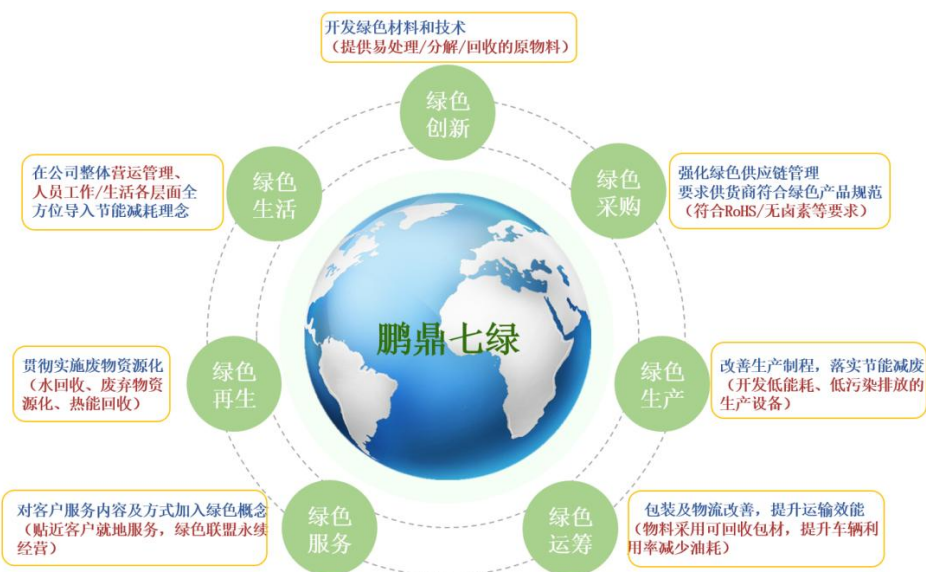 开发绿色材料和技术
（提供易处理/分解/回收的原物料）
绿色
创新
在公司整体营运管理、
人员工作/生活各层面全
方位导入节能减耗理念
绿色
生活
绿色
采购
强化绿色供应链管理
要求供货商符合绿色产品规范
（符合RoHS/无卤素等要求）
鹏鼎七绿
贯彻实施废物资源化
（水回收、废弃物资
源化、热能回收）
绿色
再生
绿色
生产
改善生产制程，落实节能减废
（开发低能耗、低污染排放的
生产设备）
对客户服务内容及方式加入绿色概念
（贴近客户就地服务，绿色联盟永续
经营）
绿色
服务
绿色
运筹
包装及物流改善，提升运输效能
（物料采用可回收包材，提升车辆利
用率减少油耗）